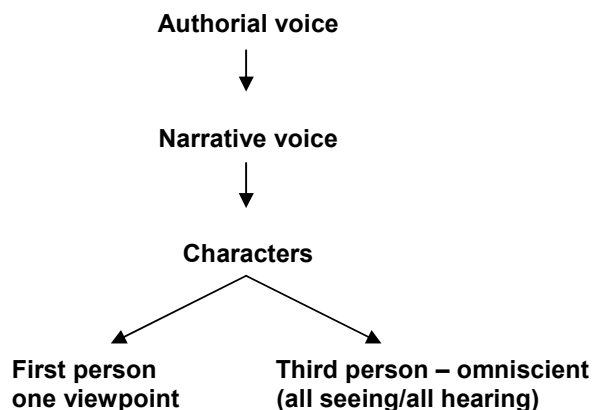 Authorial voice
Narrative voice
Characters
First person
one viewpoint
Third person – omniscient
(all seeing/all hearing)